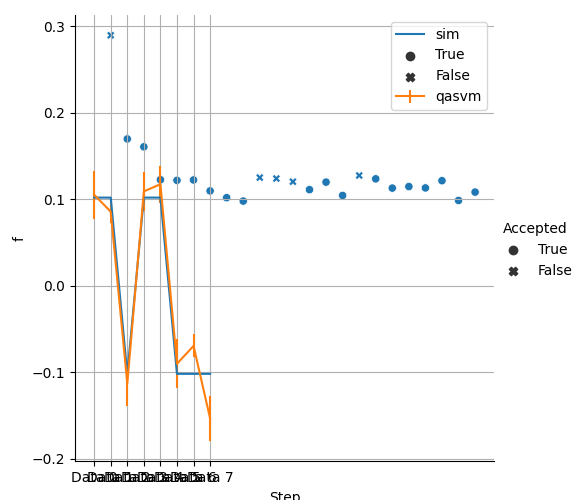 0.3
0.2
0.1
0.0
−0.1
−0.2
f
sim
True
False
qasvm
Accepted
True
False
Data 7
Step